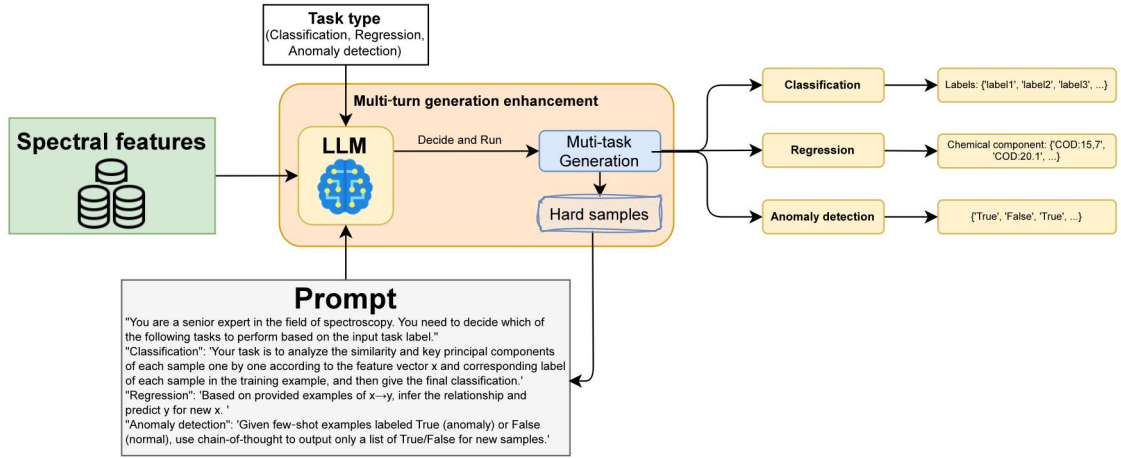 Task type
(Classification, Regression,
Anomaly detection)
Multi-turn generation enhancement
Spectral features
LLM
Decide and Run
Muti-task
Generation
Hard samples
Classification
Labels: {'label1', 'label2', 'label3', ...}
Regression
Chemical component: {'COD:15,7',
'COD:20.1', ...}
Anomaly detection
{'True', 'False', 'True', ...}
Prompt
"You are a senior expert in the field of spectroscopy. You need to decide which of
the following tasks to perform based on the input task label."
"Classification": 'Your task is to analyze the similarity and key principal components
of each sample one by one according to the feature vector x and corresponding label
of each sample in the training example, and then give the final classification.'
"Regression": 'Based on provided examples of x→y, infer the relationship and
predict y for new x. '
"Anomaly detection": 'Given few-shot examples labeled True (anomaly) or False
(normal), use chain-of-thought to output only a list of True/False for new samples.'